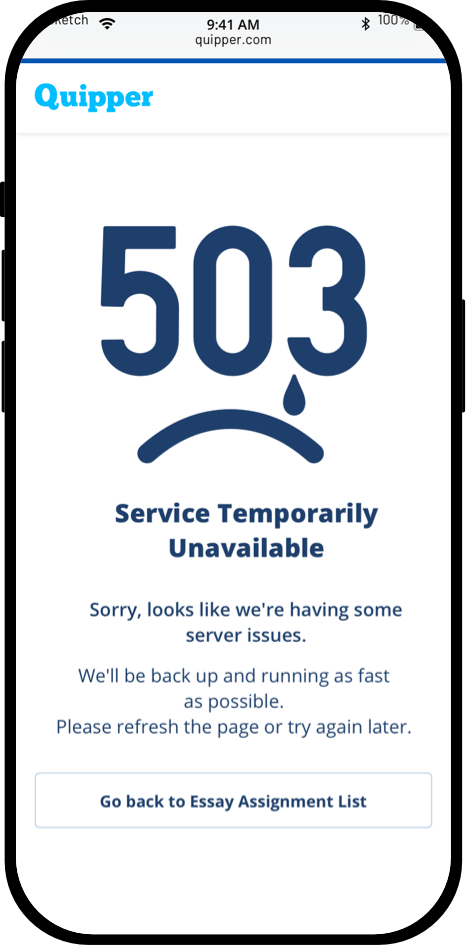 9:41 AM
100%
quipper.com
Quipper
503
Service Temporarily
Unavailable
Sorry, looks like we're having some
server issues.
We'll be back up and running as fast
as possible.
Please refresh the page or try again later.
Go back to Essay Assignment List